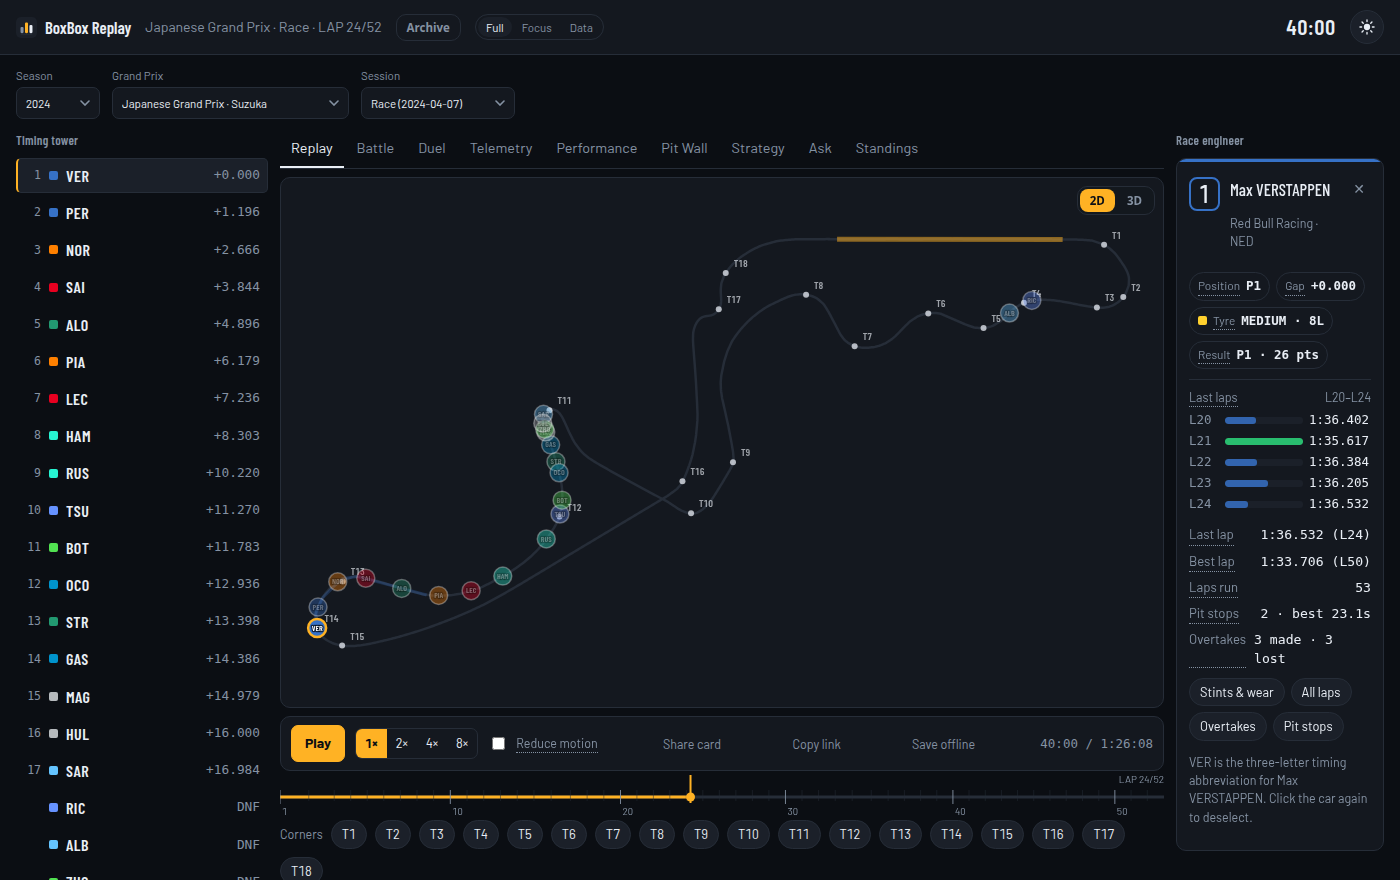 BoxBox Replay
Japanese Grand Prix · Race · LAP 24/52
Archive
Full Focus Data
40:00
Season
2024
Grand Prix
Japanese Grand Prix · Suzuka
Session
Race (2024-04-07)
Timing tower
1 VER +0.000
2 PER +1.196
3 NOR +2.666
4 SAI +3.844
5 ALO +4.896
6 PIA +6.179
7 LEC +7.236
8 HAM +8.303
9 RUS +10.220
10 TSU +11.270
11 BOT +11.783
12 OCO +12.936
13 STR +13.398
14 GAS +14.386
15 MAG +14.979
16 HUL +16.000
17 SAR +16.984
RIC DNF
ALB DNF
Replay Battle Duel Telemetry Performance Pit Wall Strategy Ask Standings
2D 3D
T1
T18
T2
T8
T4
T3
T17
T6
ALB
T5
T7
T11
GAS
STR
OCO
T9
T16
BOT
T12
T10
RUS
HAM
T13
SAI
ALO
LEC
PIA
PER
T14
VER
T15
Play
1× 2× 4× 8×
Reduce motion
Share card
Copy link
Save offline
40:00 / 1:26:08
LAP 24/52
1 10 20 30 40 50
Corners T1 T2 T3 T4 T5 T6 T7 T8 T9 T10 T11 T12 T13 T14 T15 T16 T17
T18
Race engineer
1 Max VERSTAPPEN ×
Red Bull Racing ·
NED
Position P1 Gap +0.000
Tyre MEDIUM · 8L
Result P1 · 26 pts
Last laps L20–L24
L20 1:36.402
L21 1:35.617
L22 1:36.384
L23 1:36.205
L24 1:36.532
Last lap 1:36.532 (L24)
Best lap 1:33.706 (L50)
Laps run 53
Pit stops 2 · best 23.1s
Overtakes 3 made · 3
lost
Stints & wear All laps
Overtakes Pit stops
VER is the three-letter timing
abbreviation for Max
VERSTAPPEN. Click the car again
to deselect.